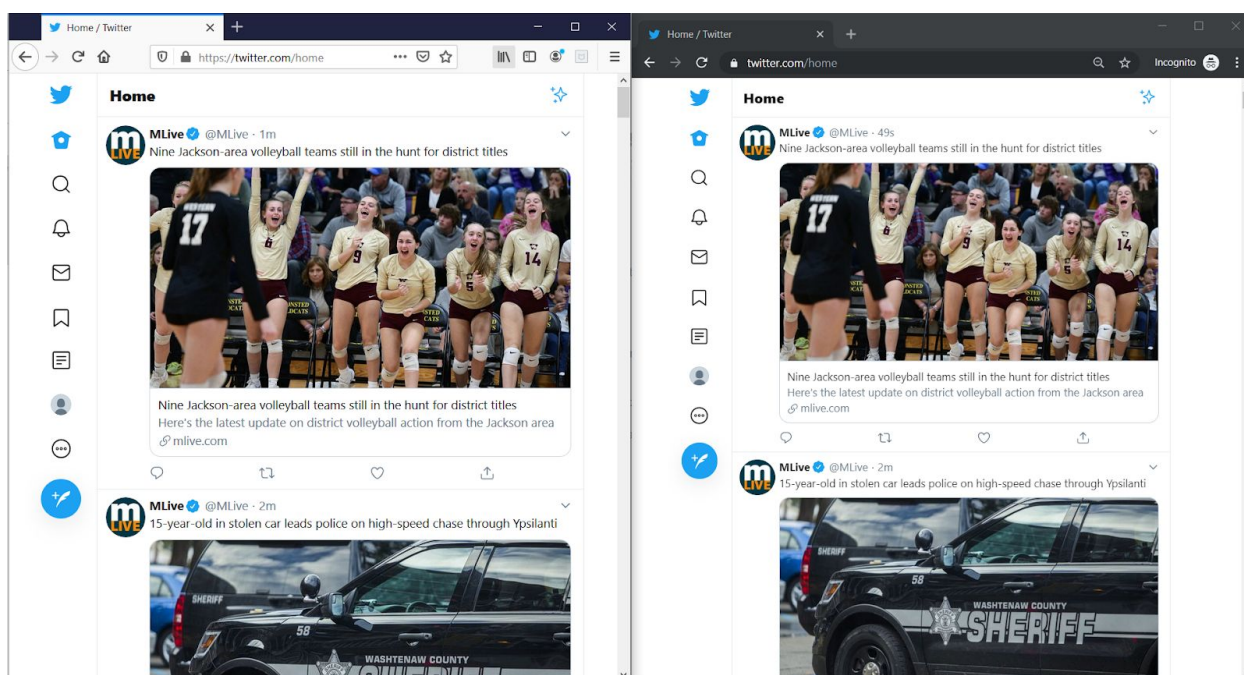 Home / Twitter
https://twitter.com/home
Home
MLive @MLive · 1m
Nine Jackson-area volleyball teams still in the hunt for district titles
WESTERN
17
6
9
5
14
Nine Jackson-area volleyball teams still in the hunt for district titles
Here's the latest update on district volleyball action from the Jackson area
mlive.com
MLive @MLive · 2m
15-year-old in stolen car leads police on high-speed chase through Ypsilanti
SHERIFF
58
WASHTENAW COUNTY
SHERIFF
Home / Twitter
twitter.com/home
Incognito
Home
MLive @MLive · 49s
Nine Jackson-area volleyball teams still in the hunt for district titles
WESTERN
17
6
9
5
14
Nine Jackson-area volleyball teams still in the hunt for district titles
Here's the latest update on district volleyball action from the Jackson area
mlive.com
MLive @MLive · 2m
15-year-old in stolen car leads police on high-speed chase through Ypsilanti
SHERIFF
58
WASHTENAW COUNTY
SHERIFF